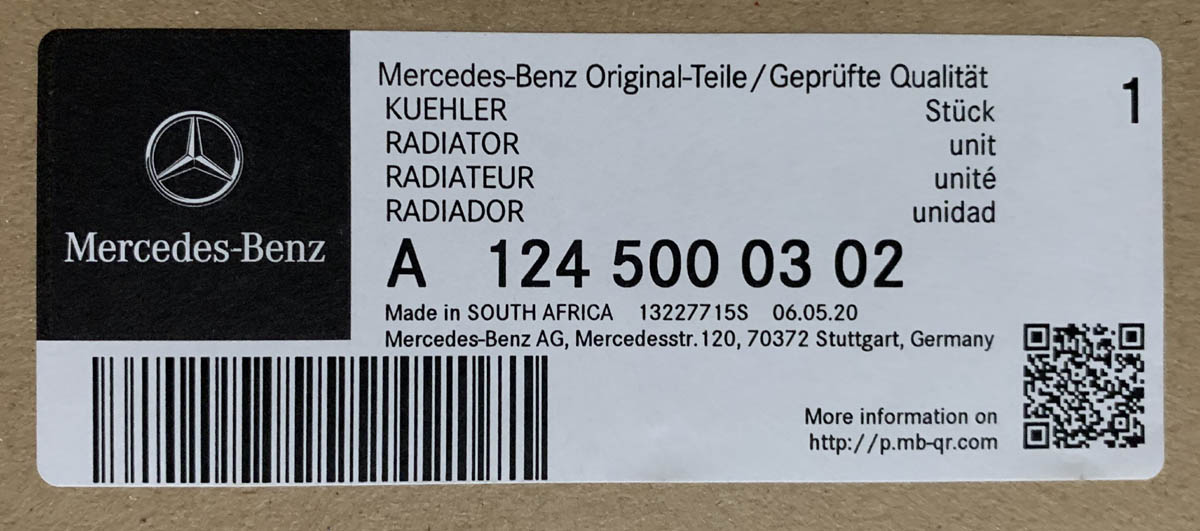 Mercedes-Benz
Mercedes-Benz Original-Teile/Geprüfte Qualität
1
KUEHLER Stück
RADIATOR unit
RADIATEUR unité
RADIADOR unidad
A 124 500 03 02
Made in SOUTH AFRICA 13227715S 06.05.20
Mercedes-Benz AG, Mercedesstr.120, 70372 Stuttgart, Germany
More information on
http://p.mb-qr.com